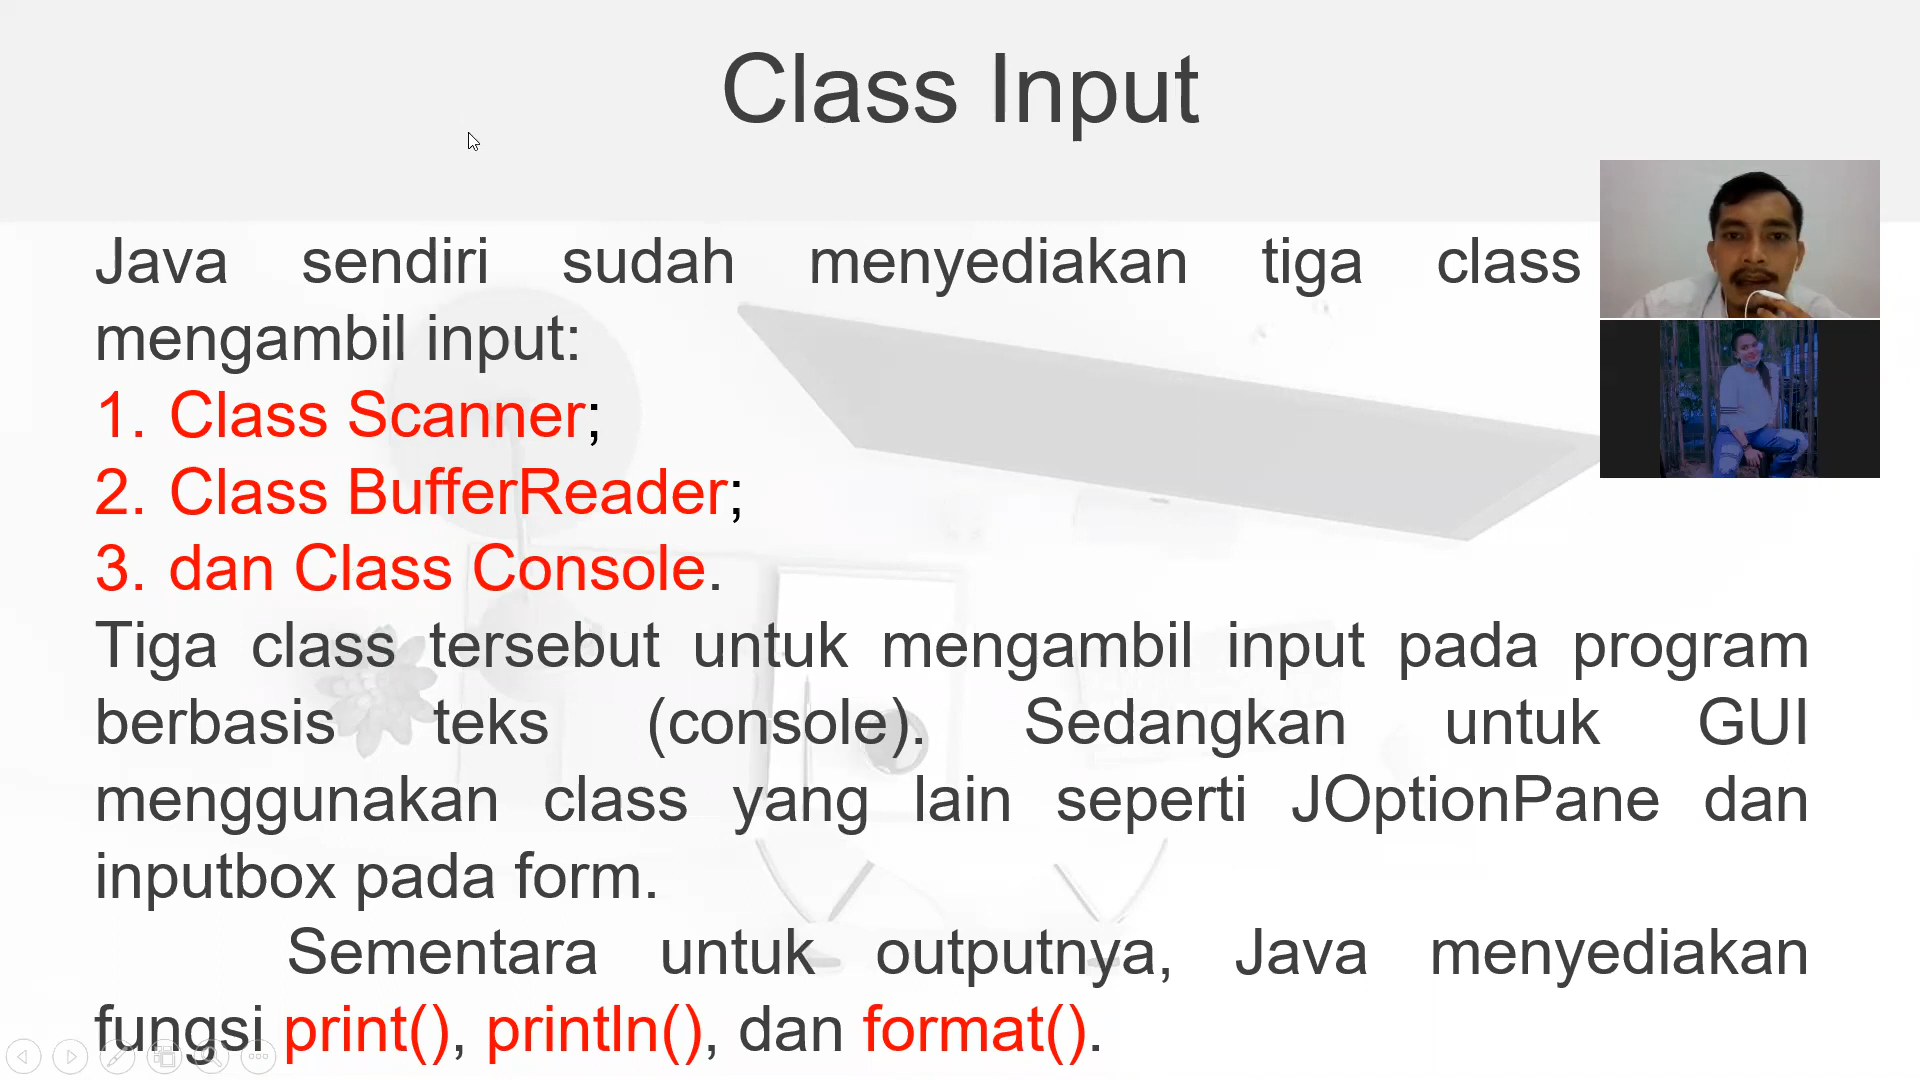 Class Input
Java sendiri sudah menyediakan tiga class
mengambil input:
1. Class Scanner;
2. Class BufferReader;
3. dan Class Console.
Tiga class tersebut untuk mengambil input pada program
berbasis teks (console). Sedangkan untuk GUI
menggunakan class yang lain seperti JOptionPane dan
inputbox pada form.
Sementara untuk outputnya, Java menyediakan
fungsi print(), println(), dan format().